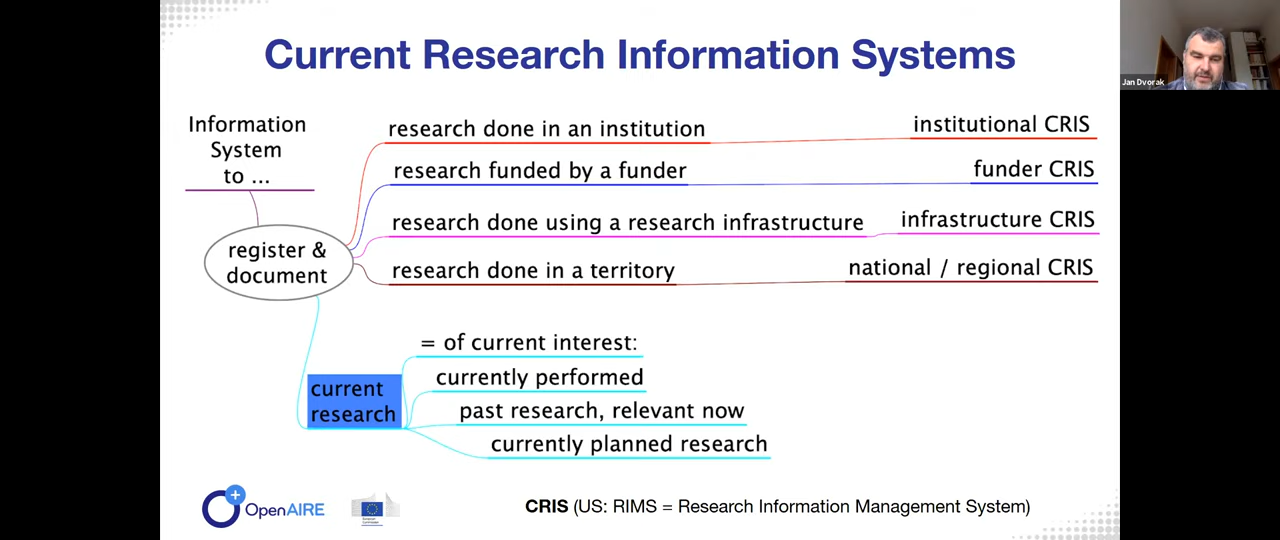 Current Research Information Systems
Jan Dvorak
Information
System
to ...
register &
document
research done in an institution
institutional CRIS
research funded by a funder
funder CRIS
research done using a research infrastructure
infrastructure CRIS
research done in a territory
national / regional CRIS
current
research
= of current interest:
currently performed
past research, relevant now
currently planned research
OpenAIRE
European
Commission
CRIS (US: RIMS = Research Information Management System)